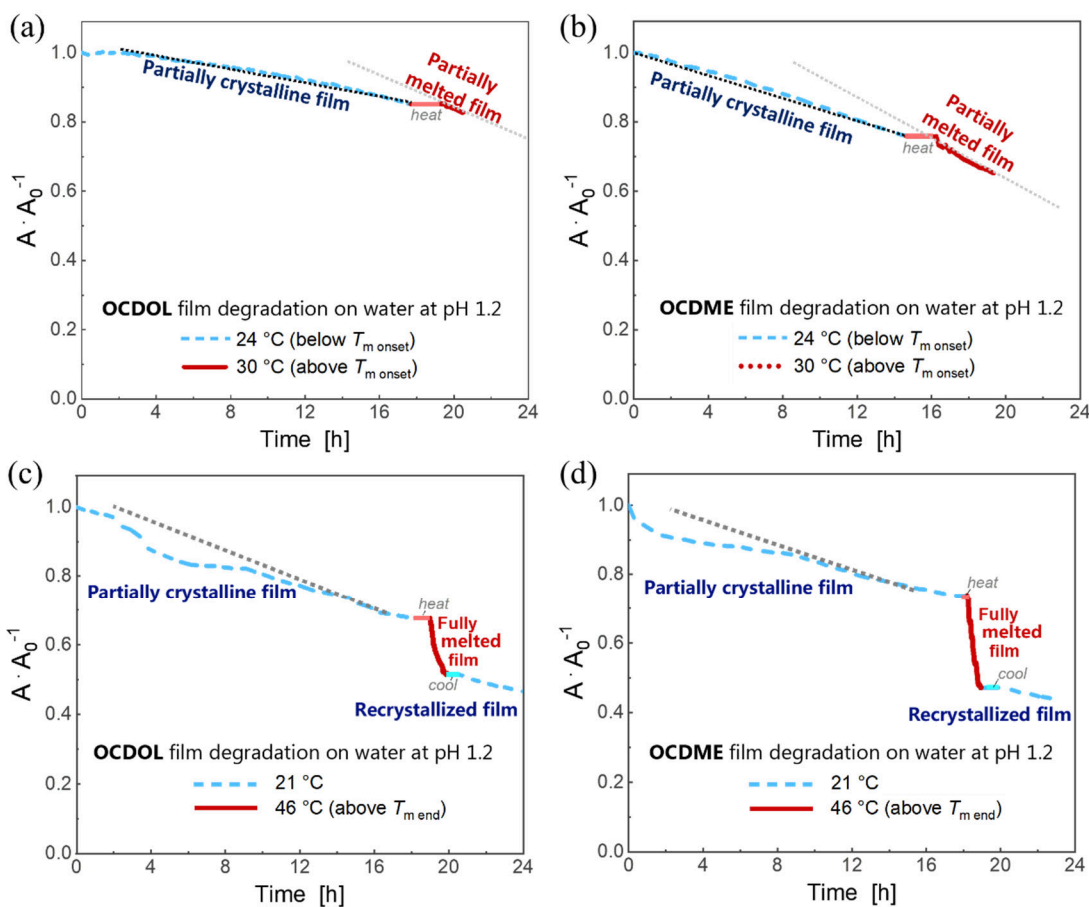 (a)
1.0
0.8
0.6
0.4
0.2
0.0
A · A₀⁻¹
Partially crystalline film
heat
Partially
melted film
OCDOL film degradation on water at pH 1.2
24 °C (below Tm onset)
30 °C (above Tm onset)
0 4 8 12 16 20 24
Time [h]
(b)
1.0
0.8
0.6
0.4
0.2
0.0
A · A₀⁻¹
Partially crystalline film
heat
Partially
melted film
OCDME film degradation on water at pH 1.2
24 °C (below Tm onset)
30 °C (above Tm onset)
0 4 8 12 16 20 24
Time [h]
(c)
1.0
0.8
0.6
0.4
0.2
0.0
A · A₀⁻¹
Partially crystalline film
heat
Fully
melted
film
cool
Recrystallized film
OCDOL film degradation on water at pH 1.2
21 °C
46 °C (above Tm end)
0 4 8 12 16 20 24
Time [h]
(d)
1.0
0.8
0.6
0.4
0.2
0.0
A · A₀⁻¹
Partially crystalline film
heat
Fully
melted
film
cool
Recrystallized film
OCDME film degradation on water at pH 1.2
21 °C
46 °C (above Tm end)
0 4 8 12 16 20 24
Time [h]